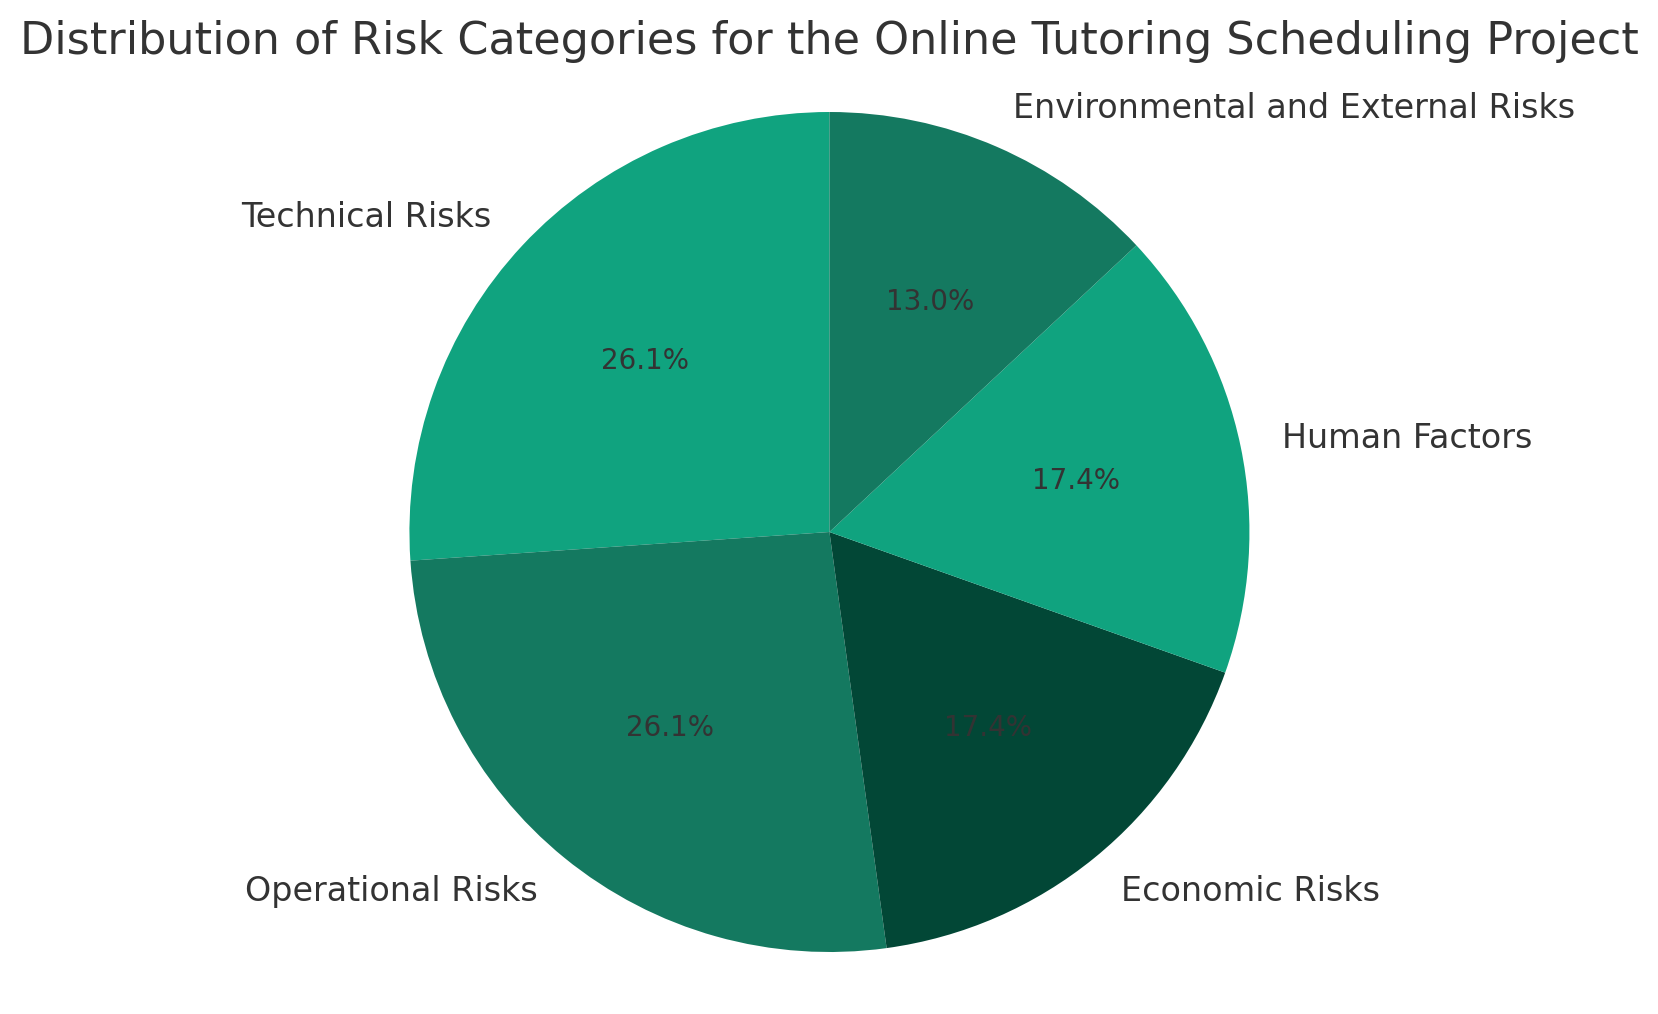 Distribution of Risk Categories for the Online Tutoring Scheduling Project
Environmental and External Risks
Technical Risks
13.0%
26.1%
Human Factors
17.4%
26.1%
17.4%
Operational Risks
Economic Risks